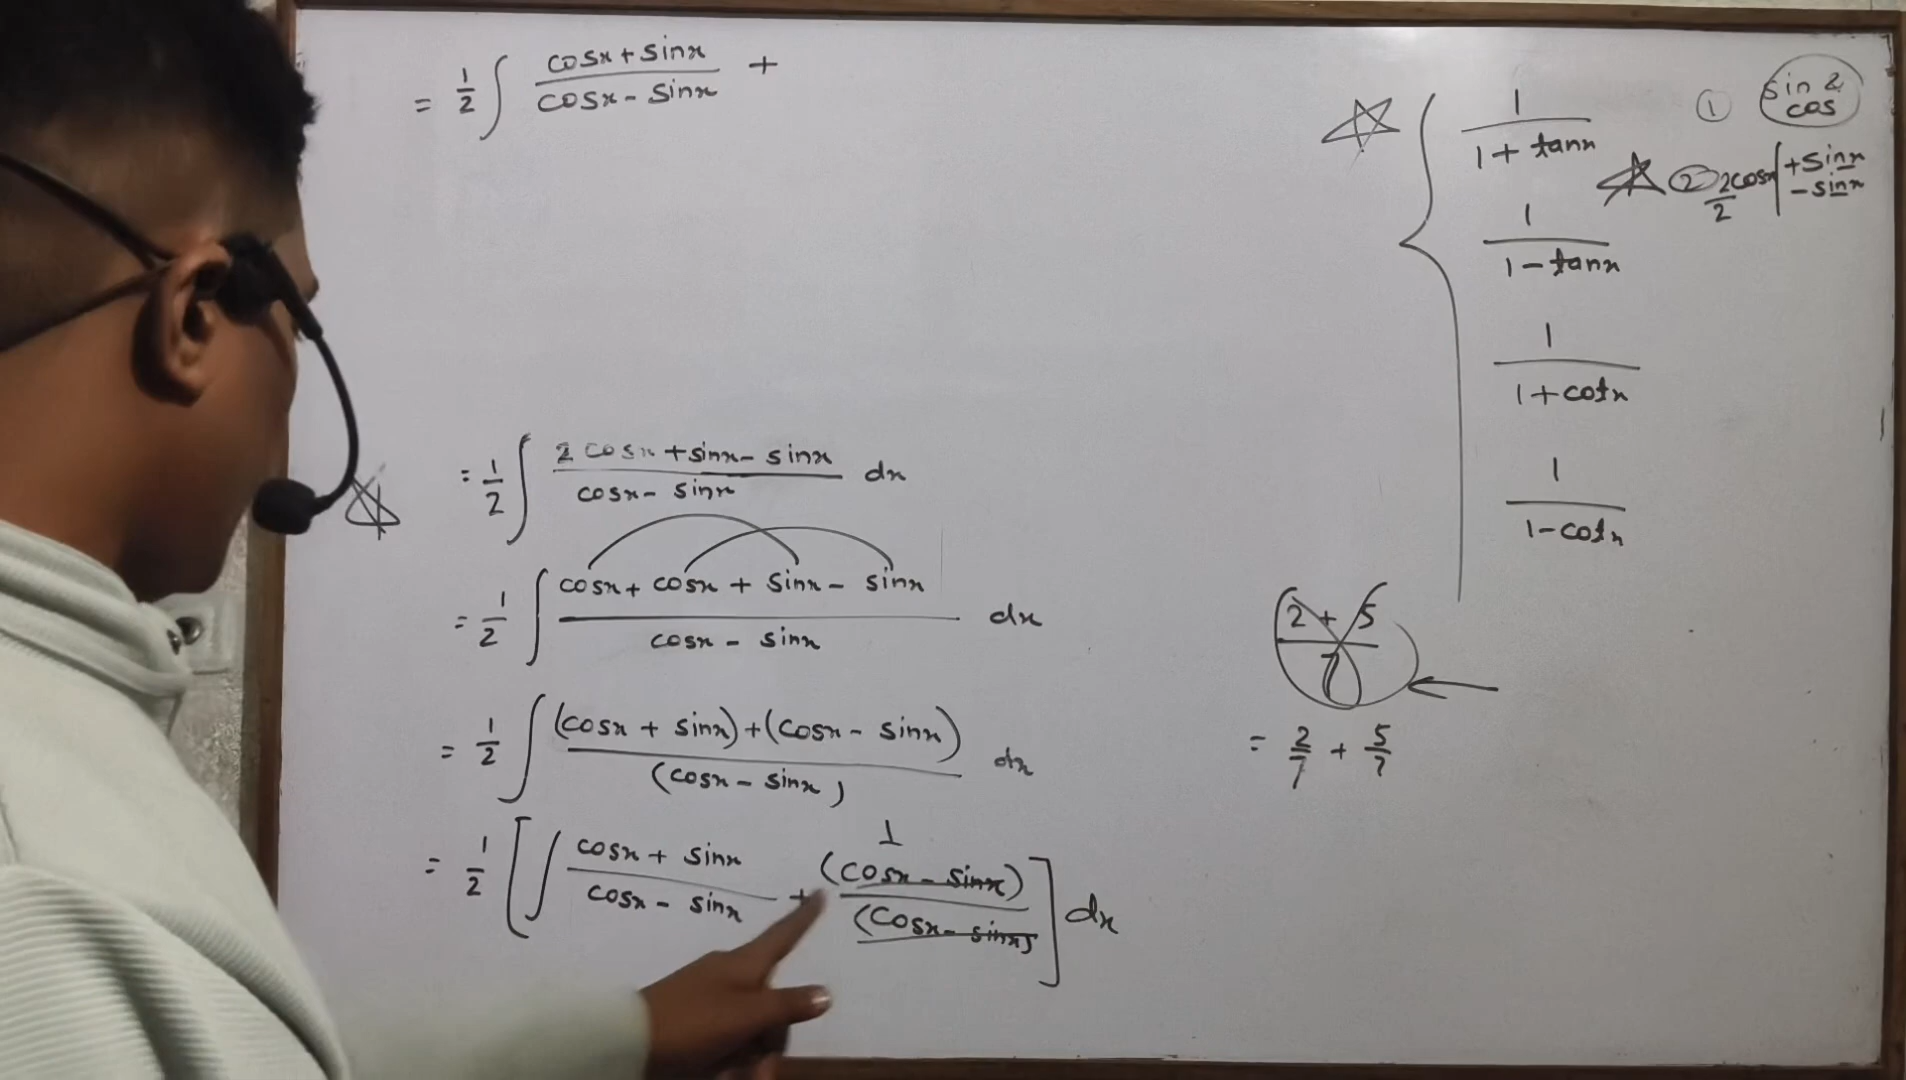 = 1/2 ∫ (cosx + sinx)/(cosx - sinx) +
= 1/2 ∫ (2 cosx + sinx - sinx)/(cosx - sinx) dx
= 1/2 ∫ (cosx + cosx + sinx - sinx)/(cosx - sinx) dx
= 1/2 ∫ ((cosx + sinx) + (cosx - sinx))/((cosx - sinx)) dx
1
= 1/2 [∫ (cosx + sinx)/(cosx - sinx) + (cosx - sinx)/(cosx - sinx)] dx
1/(1 + tanx)
1/(1 - tanx)
1/(1 + cotx)
1/(1 - cotx)
① sin & cos
② 2cosx/2 | + sinx
- sinx
(2 + 5)/7
= 2/7 + 5/7